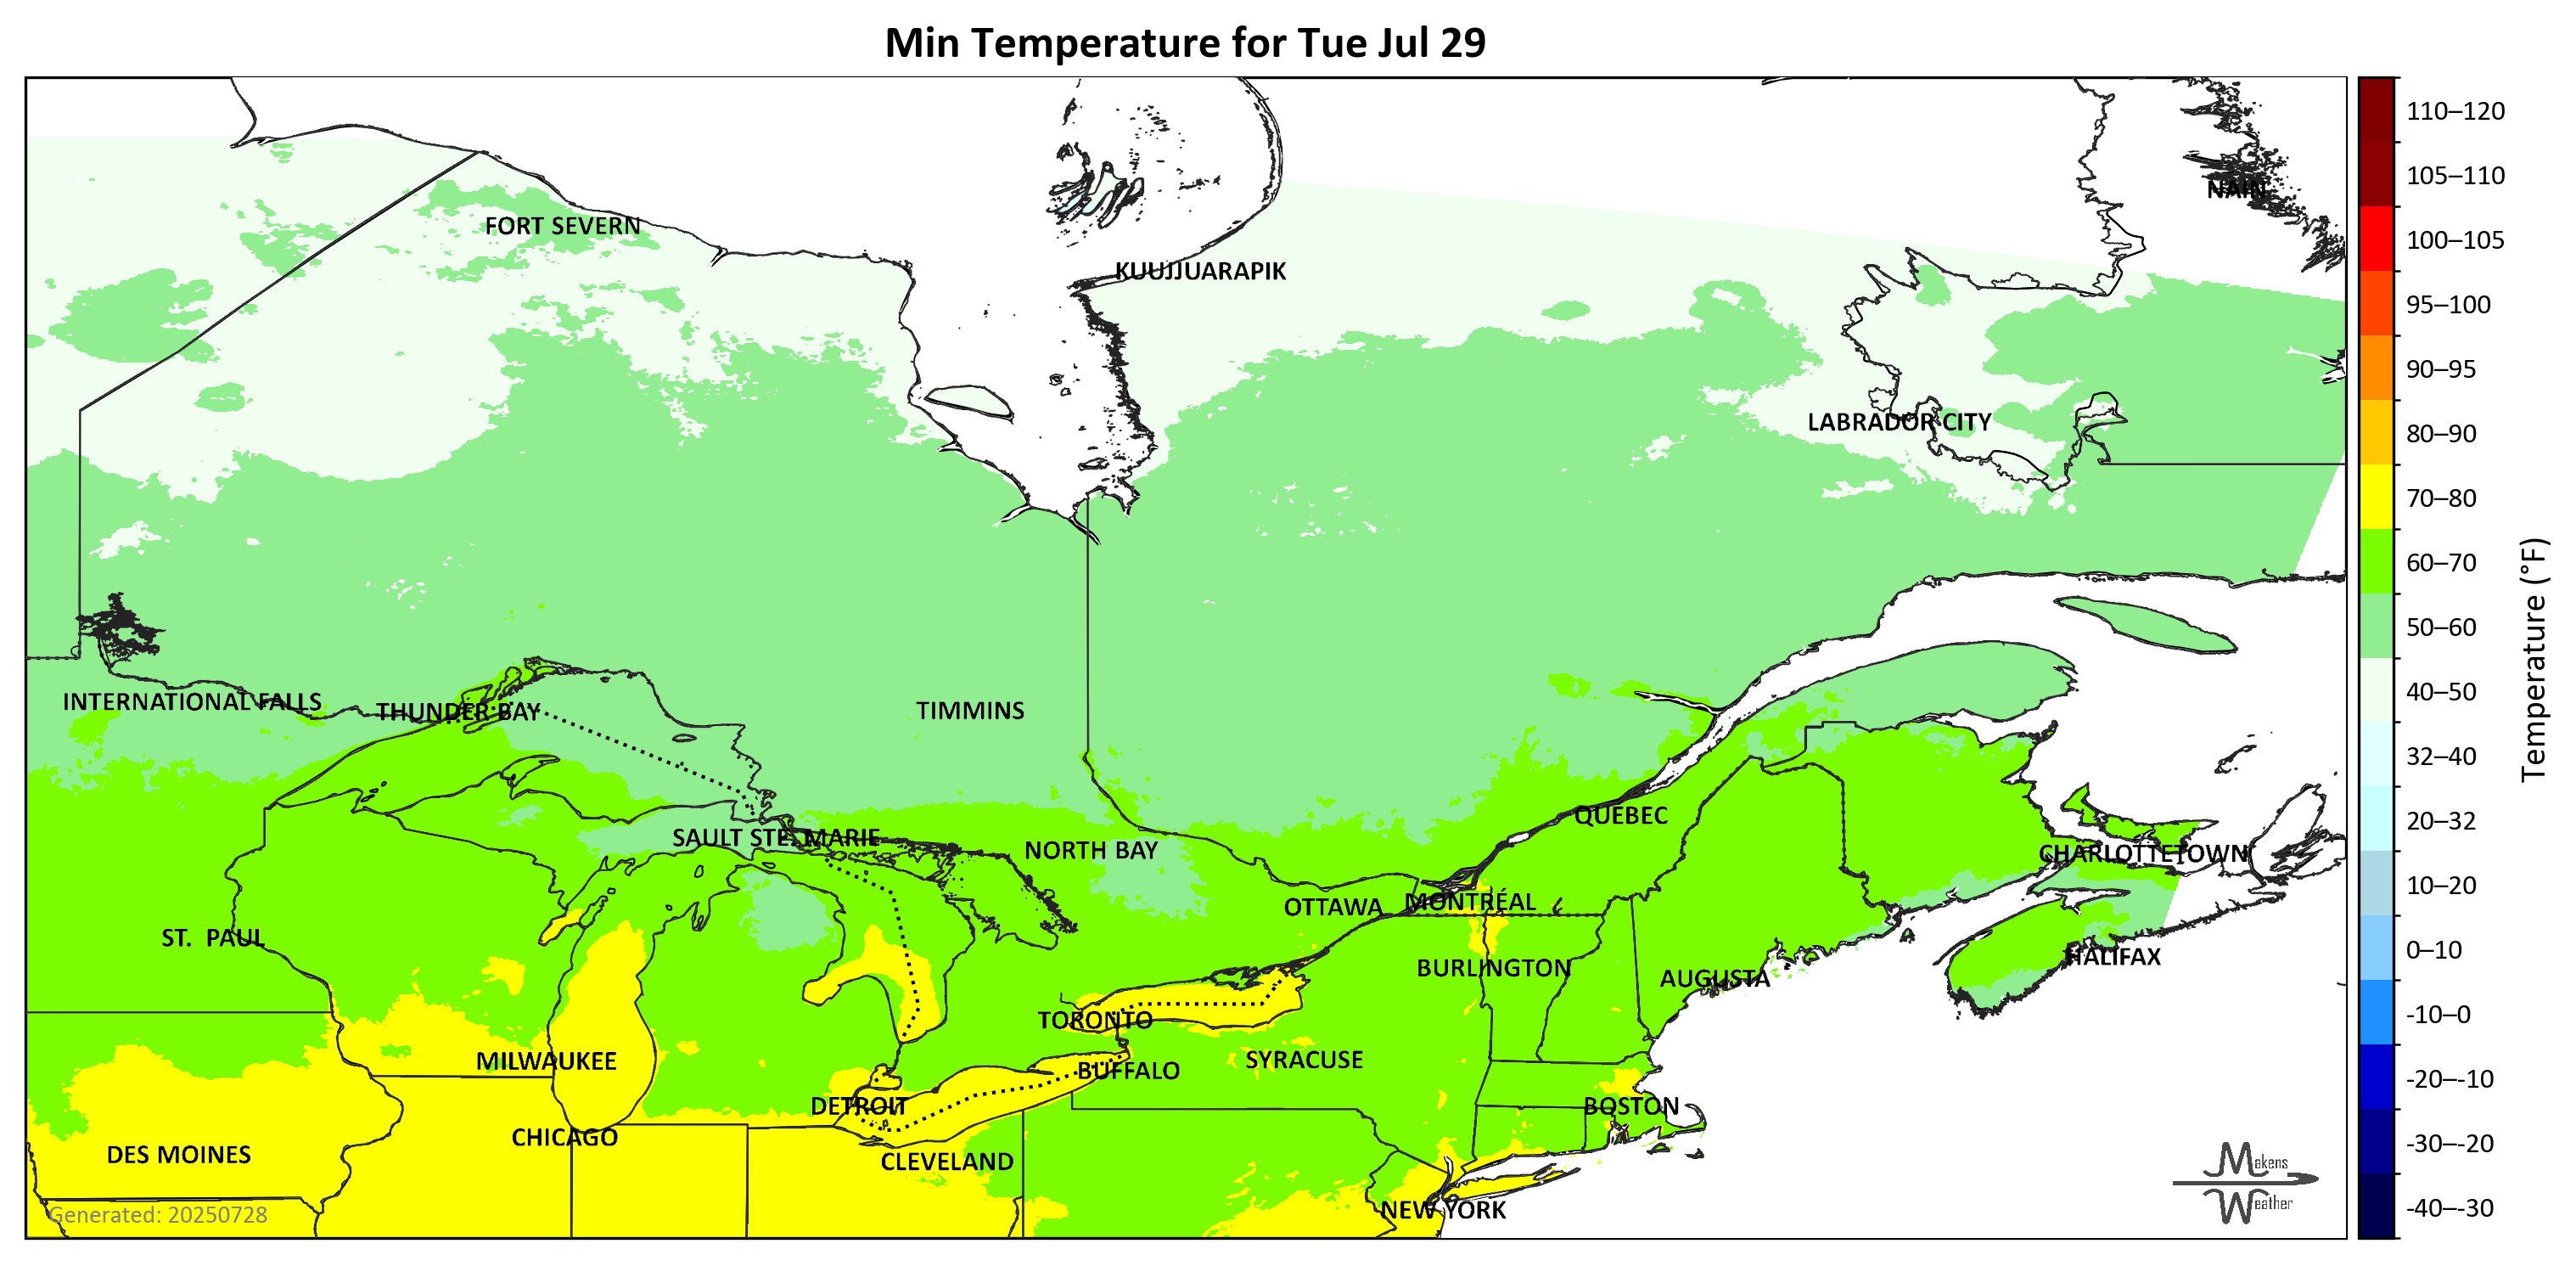 Min Temperature for Tue Jul 29
110–120
105–110
NAIN
100–105
FORT SEVERN
KUUJJUARAPIK
95–100
90–95
LABRADOR CITY
80–90
70–80
60–70
50–60
40–50
INTERNATIONAL FALLS
THUNDER BAY
TIMMINS
32–40
Temperature (°F)
QUÉBEC
20–32
SAULT STE. MARIE
NORTH BAY
CHARLOTTETOWN
10–20
OTTAWA
MONTRÉAL
ST. PAUL
0–10
HALIFAX
BURLINGTON
AUGUSTA
-10–0
TORONTO
MILWAUKEE
SYRACUSE
BUFFALO
-20–-10
DETROIT
BOSTON
CHICAGO
-30–-20
DES MOINES
CLEVELAND
Makens
Weather
NEW YORK
-40–-30
Generated: 20250728